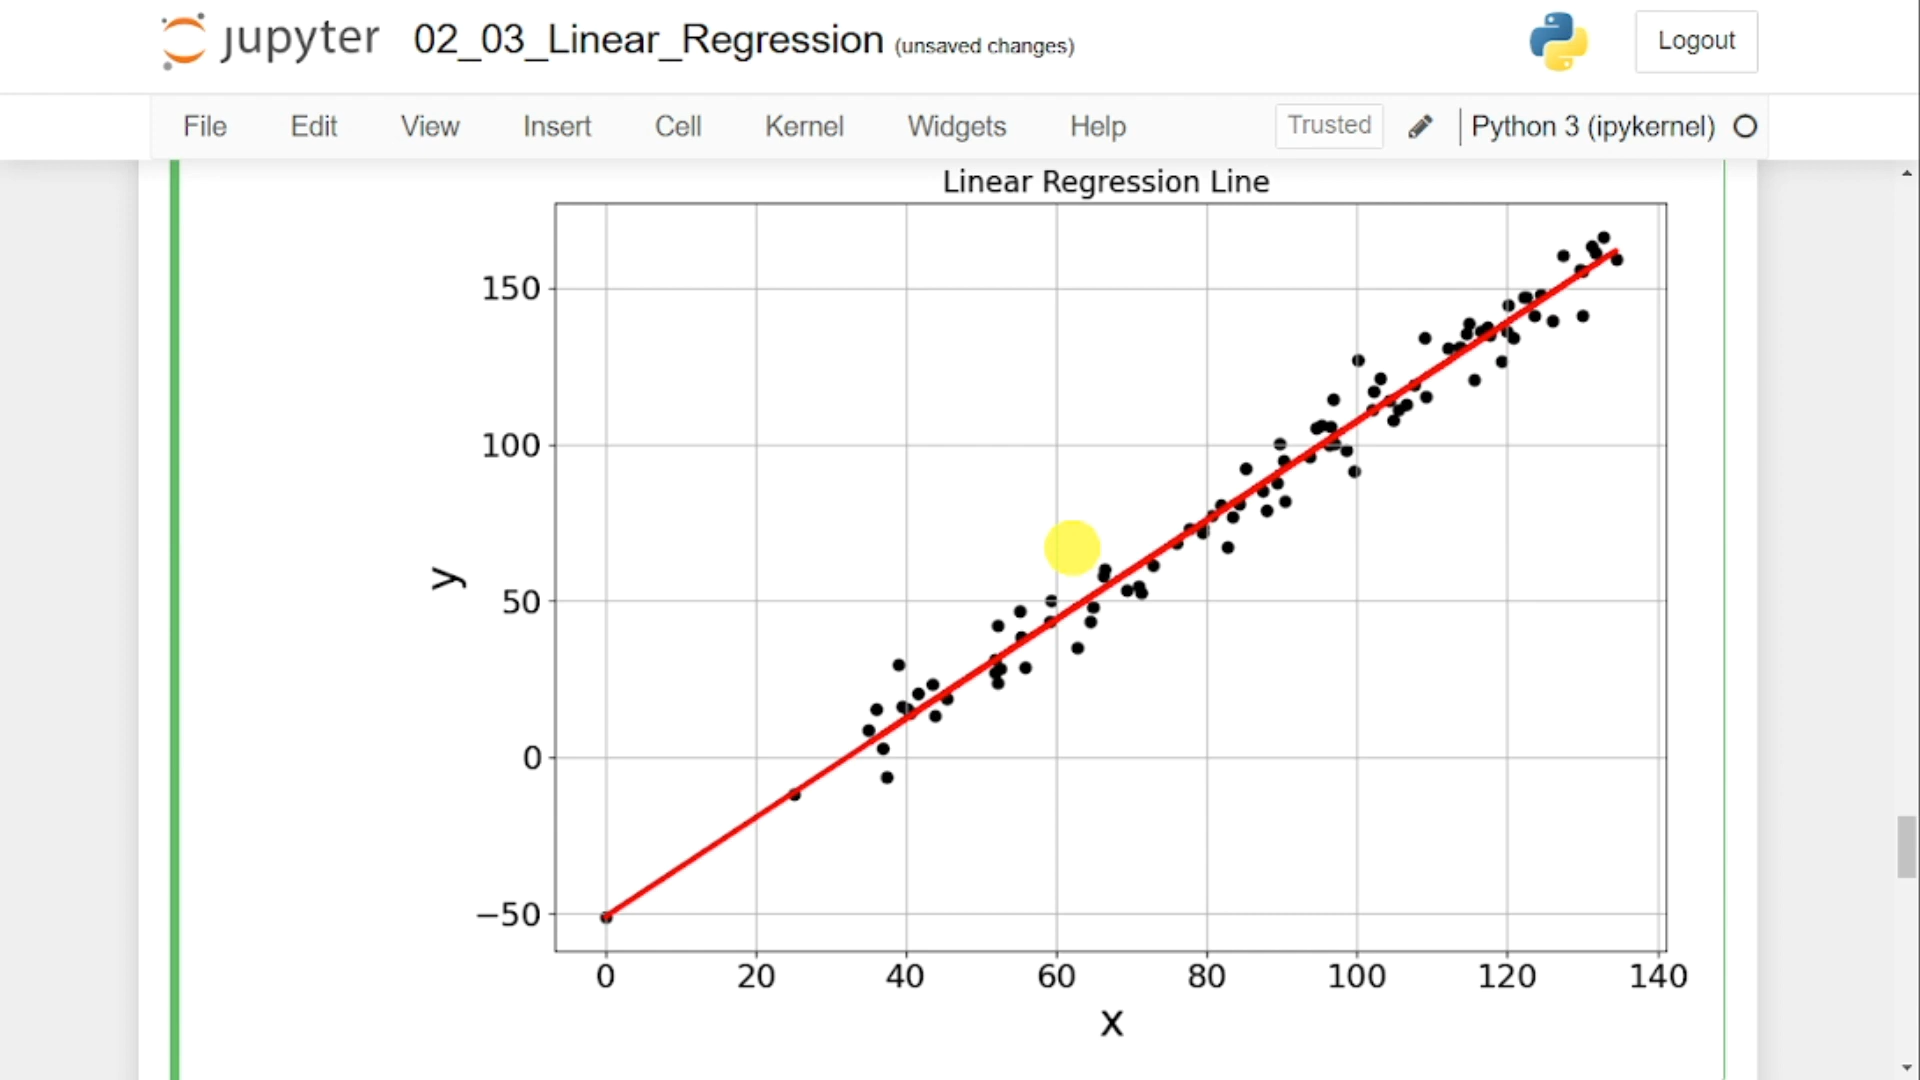 jupyter 02_03_Linear_Regression (unsaved changes) Logout
File Edit View Insert Cell Kernel Widgets Help Trusted Python 3 (ipykernel)
Linear Regression Line
150
100
50
0
−50
y
0 20 40 60 80 100 120 140
x